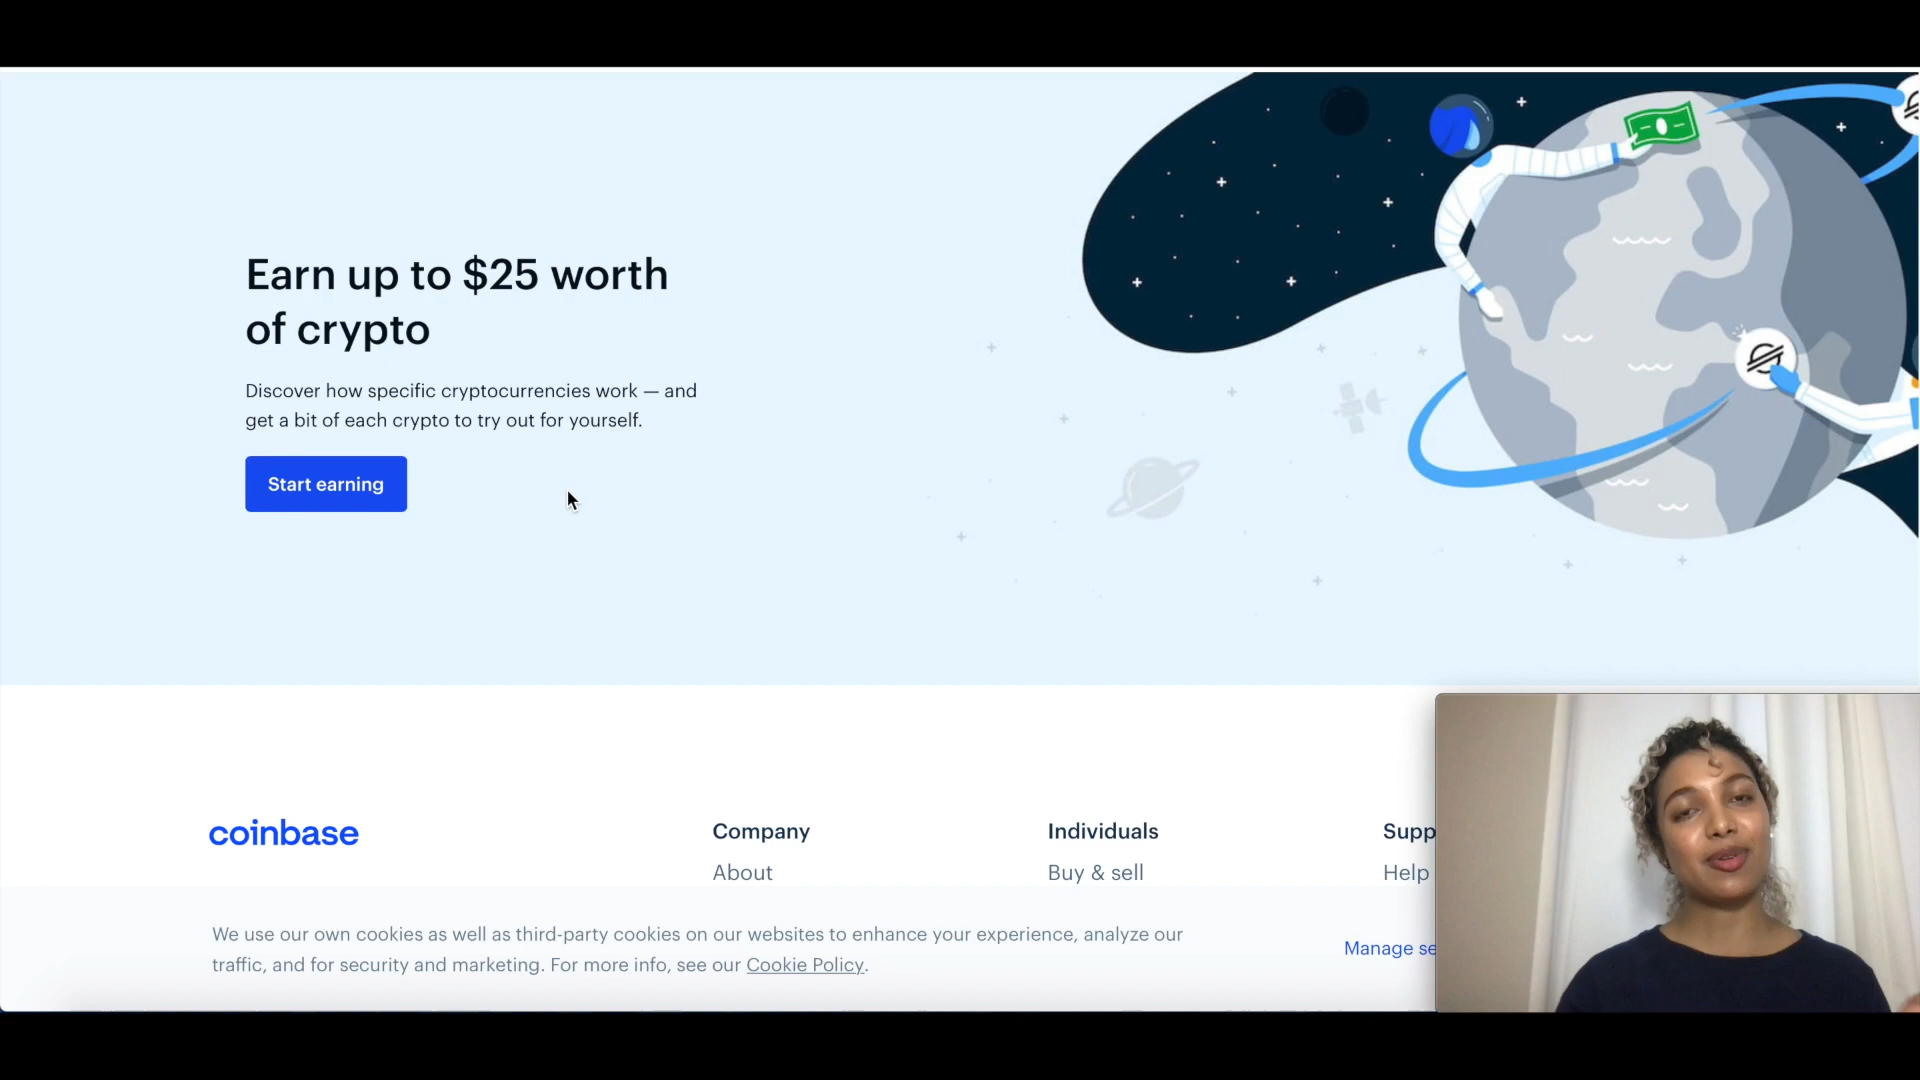 Earn up to $25 worth
of crypto
Discover how specific cryptocurrencies work — and
get a bit of each crypto to try out for yourself.
Start earning
coinbase
Company
About
Individuals
Buy & sell
Supp
Help
We use our own cookies as well as third-party cookies on our websites to enhance your experience, analyze our
traffic, and for security and marketing. For more info, see our Cookie Policy.
Manage se